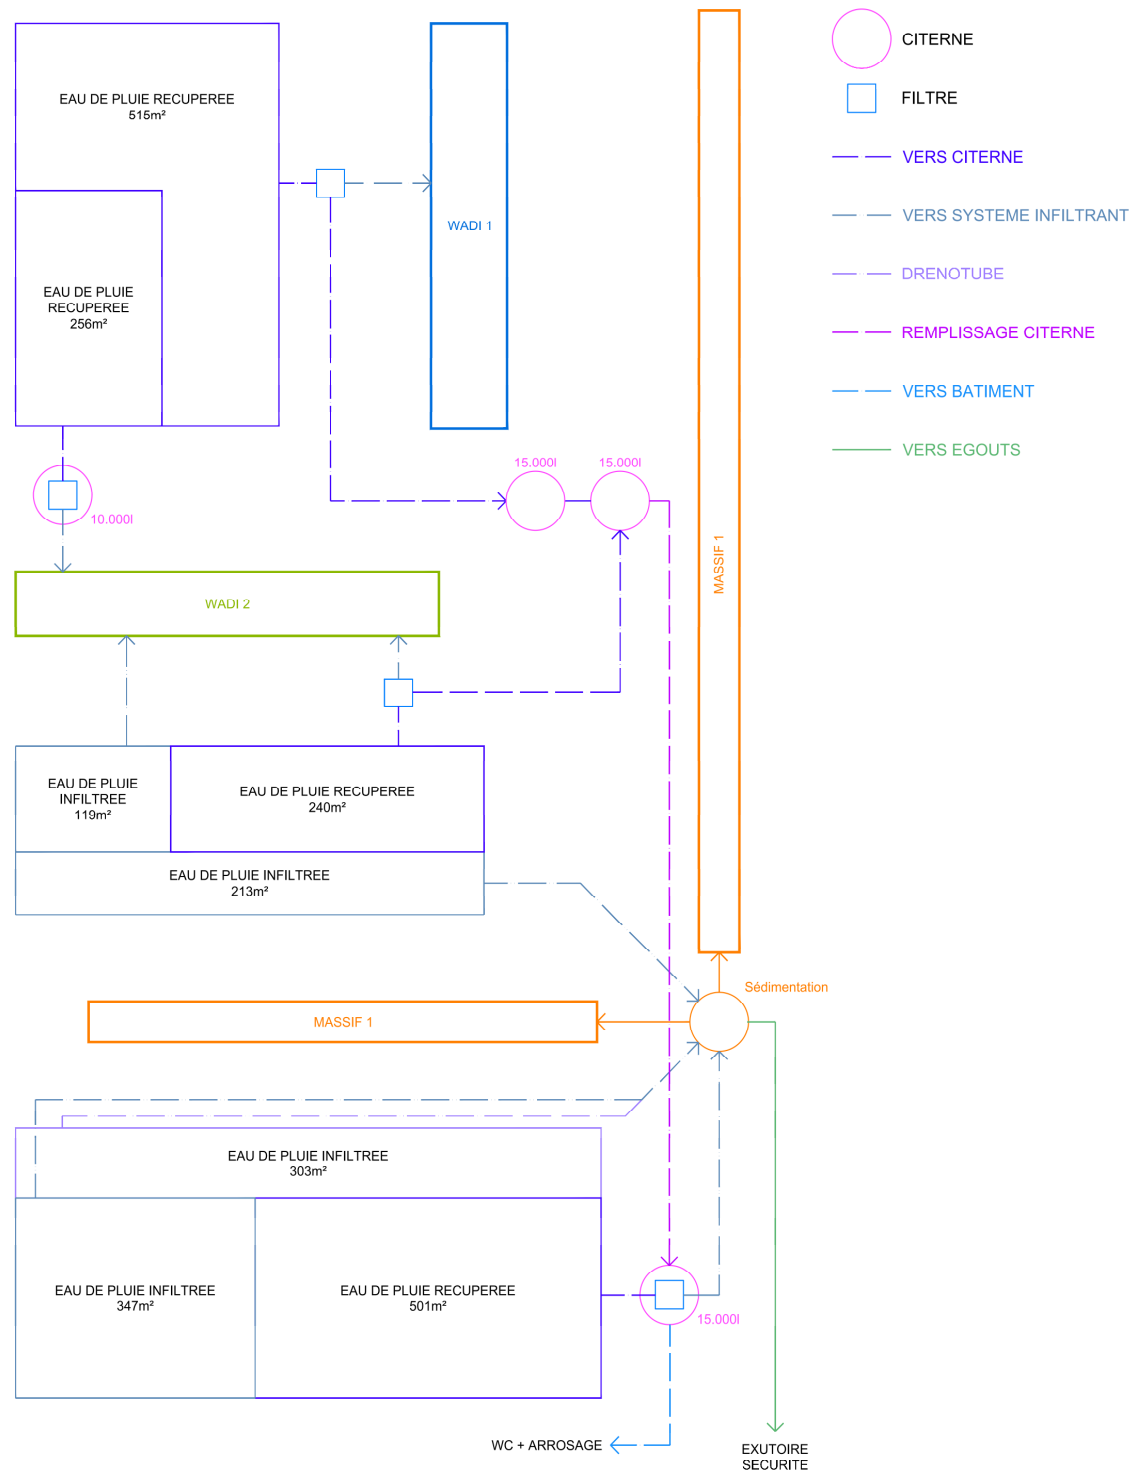 EAU DE PLUIE RECUPEREE
515m²
EAU DE PLUIE
RECUPEREE
256m²
WADI 1
10.000l
15.000l
15.000l
MASSIF 1
WADI 2
EAU DE PLUIE
INFILTREE
119m²
EAU DE PLUIE RECUPEREE
240m²
EAU DE PLUIE INFILTREE
213m²
MASSIF 1
Sédimentation
EAU DE PLUIE INFILTREE
303m²
EAU DE PLUIE INFILTREE
347m²
EAU DE PLUIE RECUPEREE
501m²
15.000l
WC + ARROSAGE
EXUTOIRE
SECURITE
CITERNE
FILTRE
VERS CITERNE
VERS SYSTEME INFILTRANT
DRENOTUBE
REMPLISSAGE CITERNE
VERS BATIMENT
VERS EGOUTS